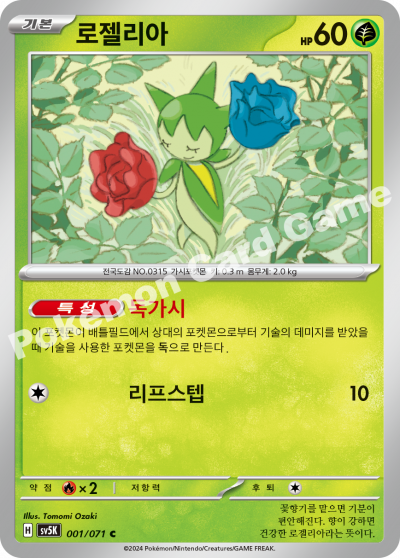 기본
로젤리아
HP 60
전국도감 NO.0315 가시포켓몬 키: 0.3 m 몸무게: 2.0 kg
특성 독가시
이 포켓몬이 배틀필드에서 상대의 포켓몬으로부터 기술의 데미지를 받았을
때 기술을 사용한 포켓몬을 독으로 만든다.
리프스텝 10
약점 ×2 저항력 후퇴
Illus. Tomomi Ozaki
H SV5K 001/071 C
꽃향기를 맡으면 기분이
편안해진다. 향이 강하면
건강한 로젤리아라는 뜻이다.
©2024 Pokémon/Nintendo/Creatures/GAME FREAK.
Pokémon Card Game